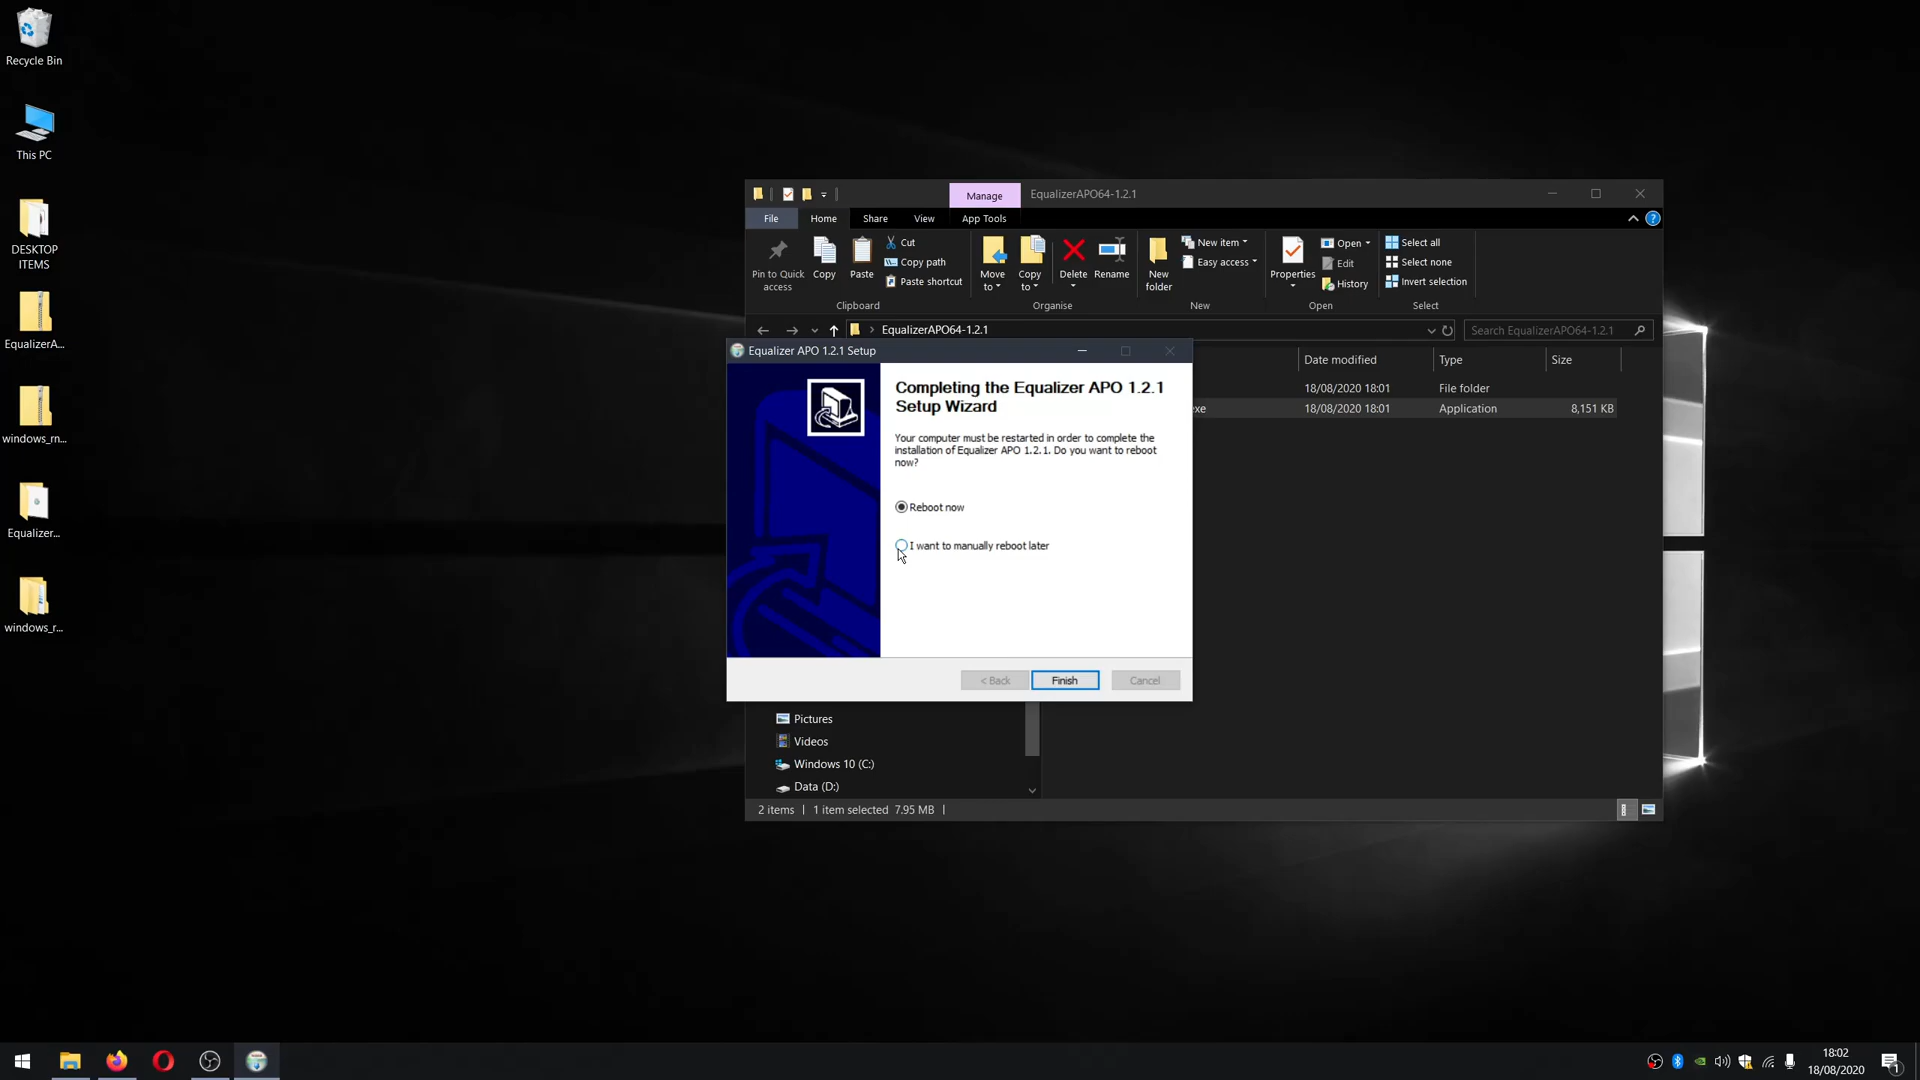 Recycle Bin
This PC
DESKTOP
ITEMS
EqualizerA...
windows_rn...
Equalizer...
windows_r...
Manage
EqualizerAPO64-1.2.1
File
Home
Share
View
App Tools
Pin to Quick
access
Copy
Paste
Cut
Copy path
Paste shortcut
Move
to
Copy
to
Delete
Rename
New
folder
New item
Easy access
Properties
Open
Edit
History
Select all
Select none
Invert selection
Clipboard
Organise
New
Open
Select
EqualizerAPO64-1.2.1
Search EqualizerAPO64-1.2.1
Date modified
Type
Size
18/08/2020 18:01
File folder
xe
18/08/2020 18:01
Application
8,151 KB
Equalizer APO 1.2.1 Setup
Completing the Equalizer APO 1.2.1
Setup Wizard
Your computer must be restarted in order to complete the
installation of Equalizer APO 1.2.1. Do you want to reboot
now?
Reboot now
I want to manually reboot later
< Back
Finish
Cancel
Pictures
Videos
Windows 10 (C:)
Data (D:)
2 items
1 item selected 7.95 MB
18:02
18/08/2020
1